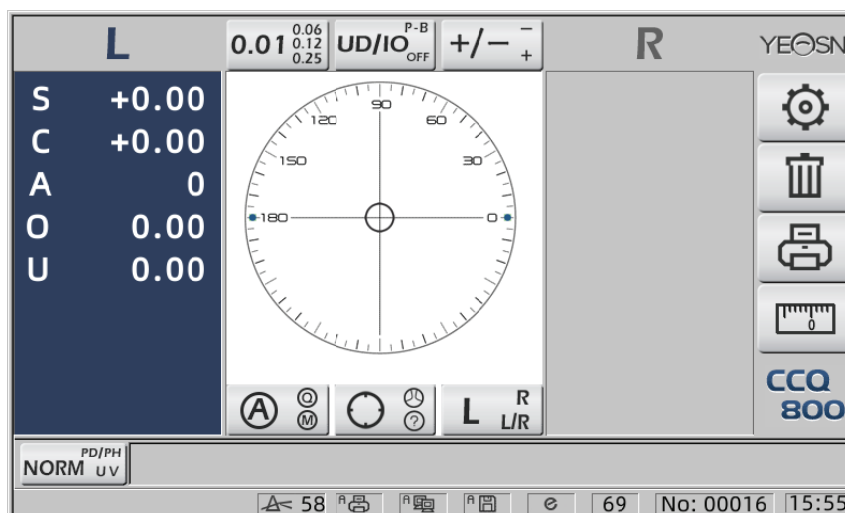 L
0.01 0.06
0.12
0.25
UD/IO P-B
OFF
+/− −
+
R
YEOSN
S +0.00
C +0.00
A 0
O 0.00
U 0.00
90
120
60
150
30
180
0
0
A Q
M
?
L R
L/R
CCQ
800
NORM PD/PH
UV
A< 58
A
A
A
e
69
No: 00016
15:55